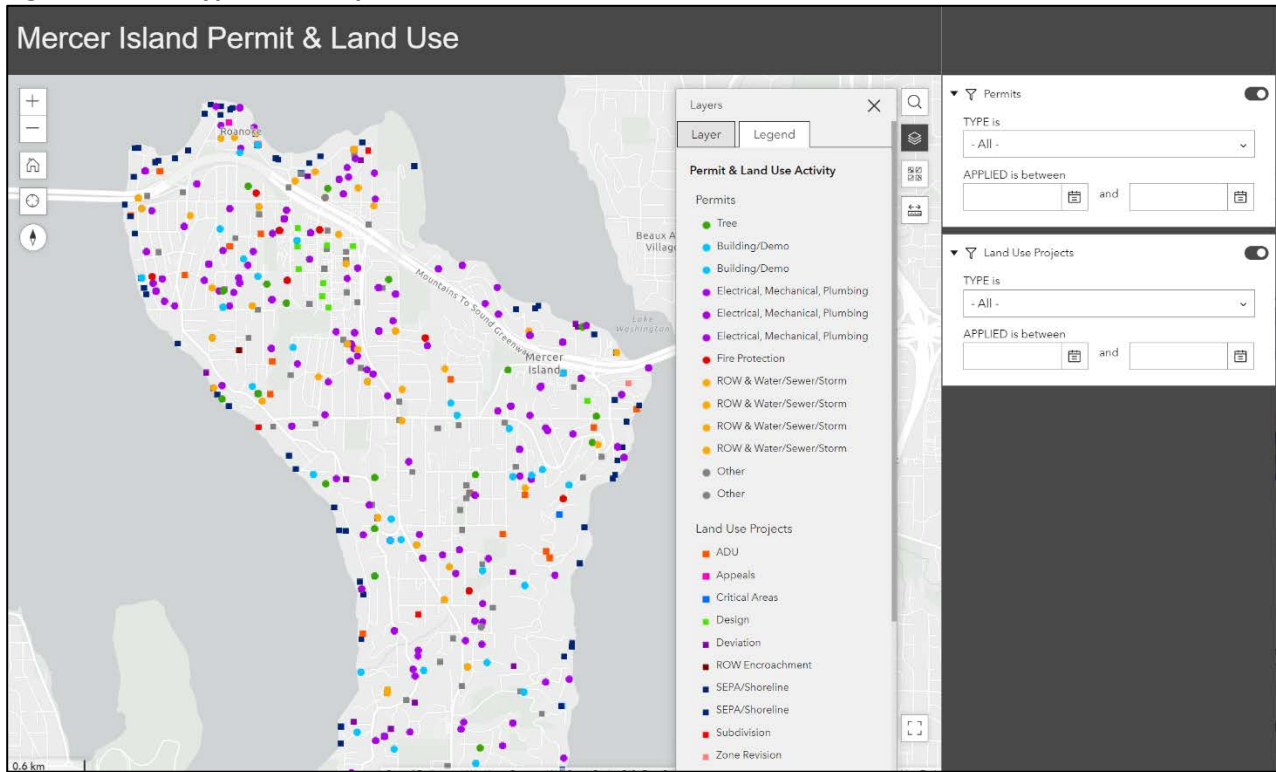 Mercer Island Permit & Land Use
Roanoke
Beaux A
Village
Mountains To Sound Greenway
Lake
Washington
Mercer
Island
0.6 km
Layers
Layer
Legend
Permit & Land Use Activity
Permits
Tree
Building/Demo
Building/Demo
Electrical, Mechanical, Plumbing
Electrical, Mechanical, Plumbing
Electrical, Mechanical, Plumbing
Fire Protection
ROW & Water/Sewer/Storm
ROW & Water/Sewer/Storm
ROW & Water/Sewer/Storm
ROW & Water/Sewer/Storm
Other
Other
Land Use Projects
ADU
Appeals
Critical Areas
Design
Deviation
ROW Encroachment
SEPA/Shoreline
SEPA/Shoreline
Subdivision
Zone Revision
Permits
TYPE is
- All -
APPLIED is between
and
Land Use Projects
TYPE is
- All -
APPLIED is between
and